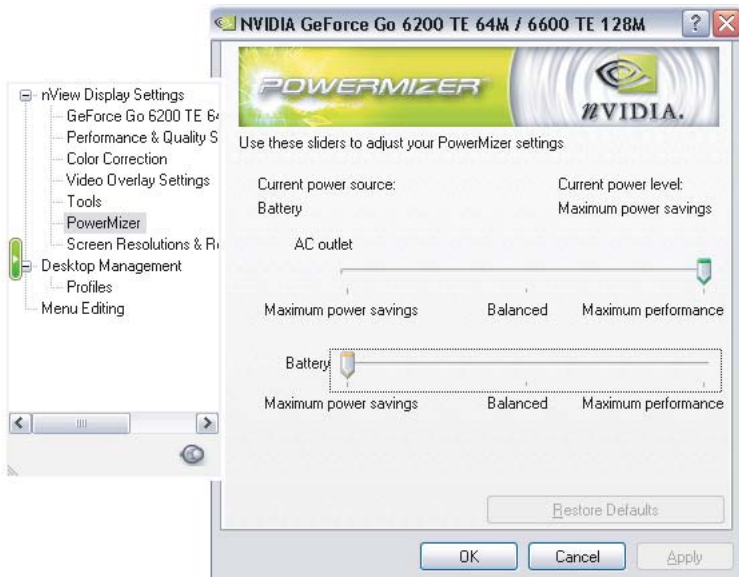 NVIDIA GeForce Go 6200 TE 64M / 6600 TE 128M
POWERMIZER
nVIDIA.
nView Display Settings
GeForce Go 6200 TE 64
Performance & Quality S
Color Correction
Video Overlay Settings
Tools
PowerMizer
Screen Resolutions & Re
Desktop Management
Profiles
Menu Editing
Use these sliders to adjust your PowerMizer settings
Current power source: Current power level:
Battery Maximum power savings
AC outlet
Maximum power savings Balanced Maximum performance
Battery
Maximum power savings Balanced Maximum performance
Restore Defaults
OK Cancel Apply